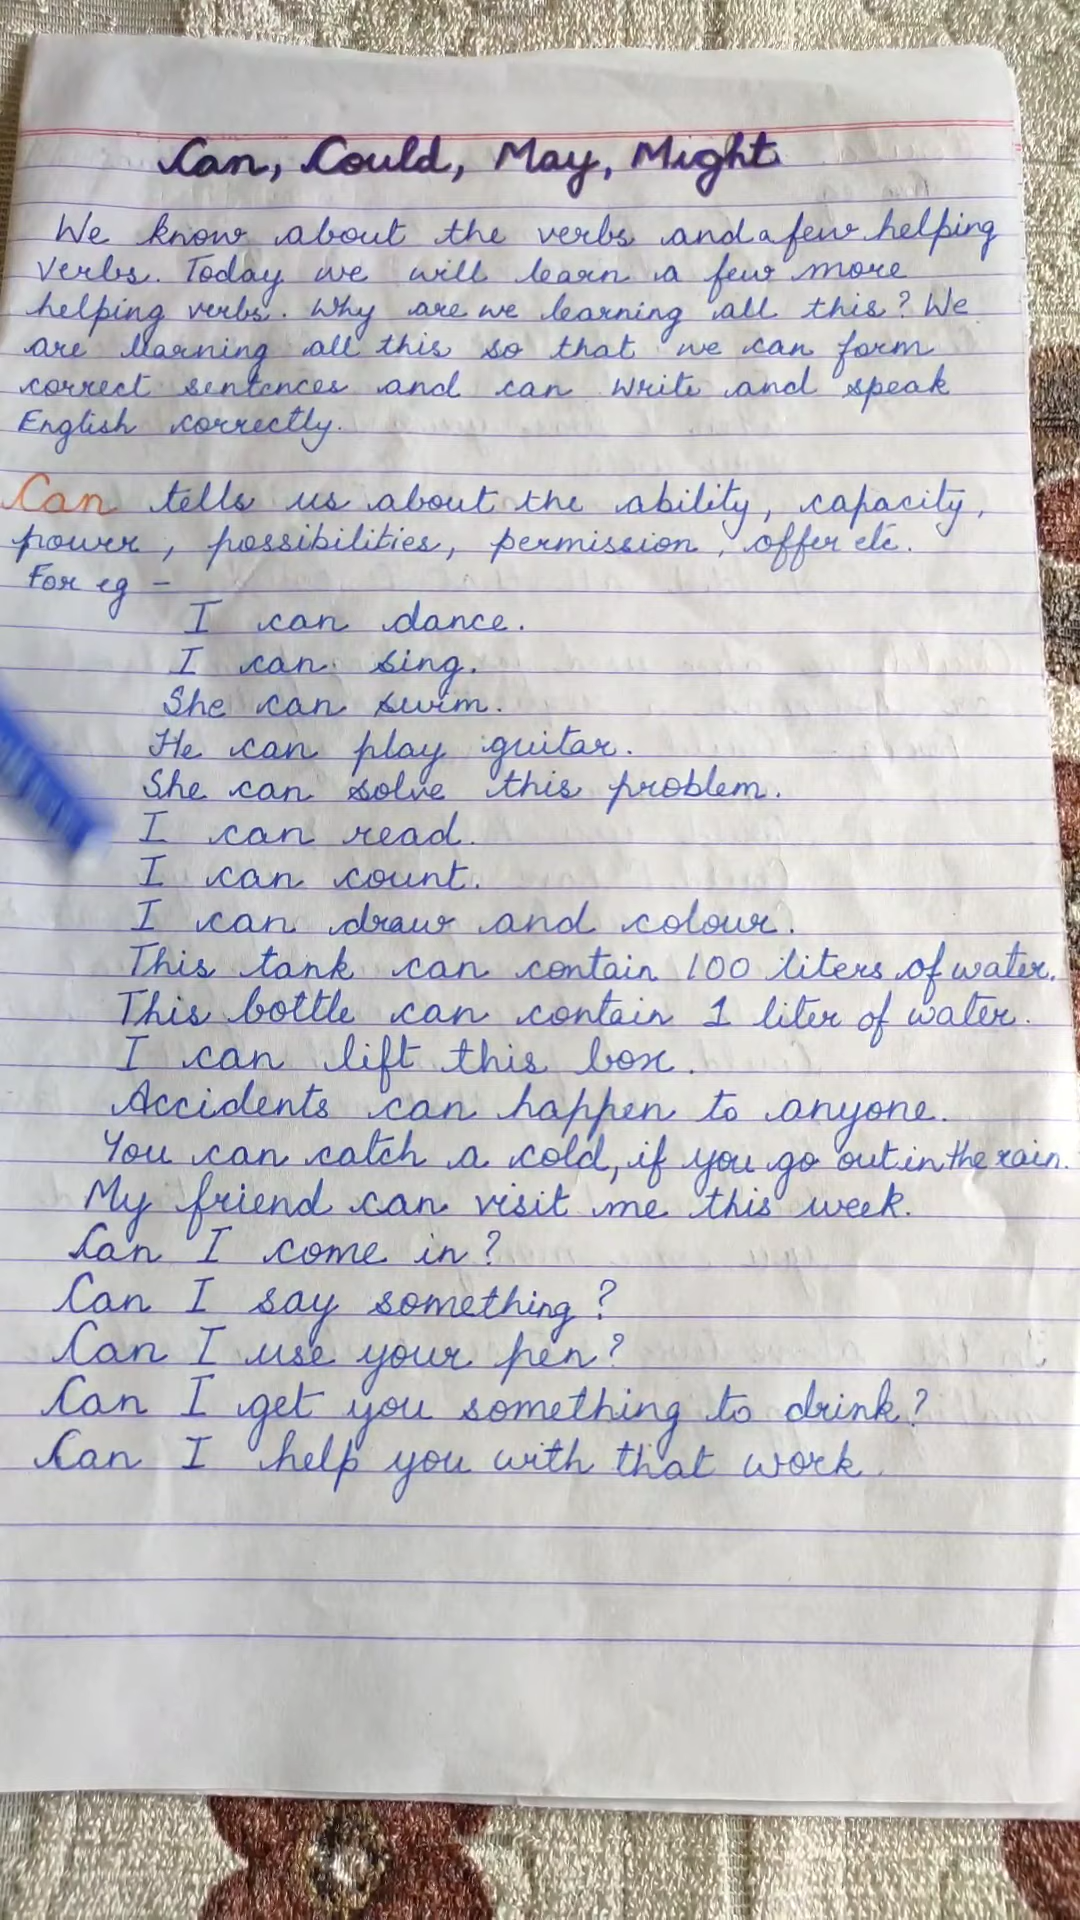 Can, Could, May, Might
We know about the verbs and a few helping
verbs. Today we will learn a few more
helping verbs. Why are we learning all this? We
are learning all this so that we can form
correct sentences and can write and speak
English correctly.
Can tells us about the ability, capacity,
power, possibilities, permission, offer etc.
For eg -
I can dance.
I can sing.
She can swim.
He can play guitar.
She can solve this problem.
I can read.
I can count.
I can draw and colour.
This tank can contain 100 liters of water.
This bottle can contain 1 liter of water.
I can lift this box.
Accidents can happen to anyone.
You can catch a cold, if you go out in the rain.
My friend can visit me this week.
Can I come in?
Can I say something?
Can I use your pen?
Can I get you something to drink?
Can I help you with that work.